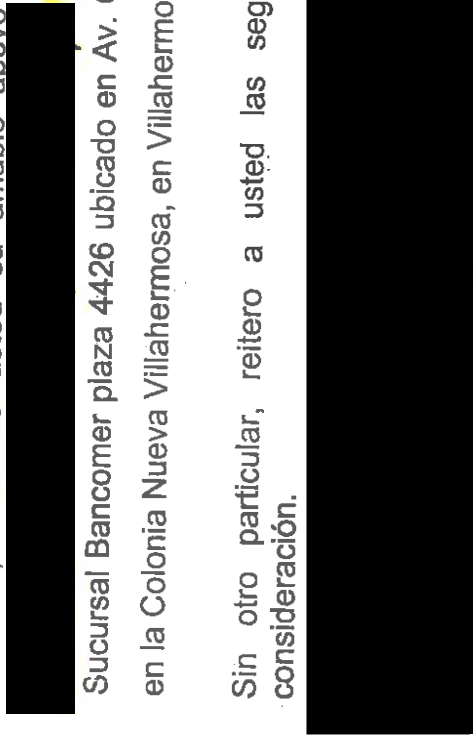 Sucursal Bancomer plaza 4426 ubicado en Av.
en la Colonia Nueva Villahermosa, en Villahermo
Sin otro particular, reitero a usted las seg
consideración.